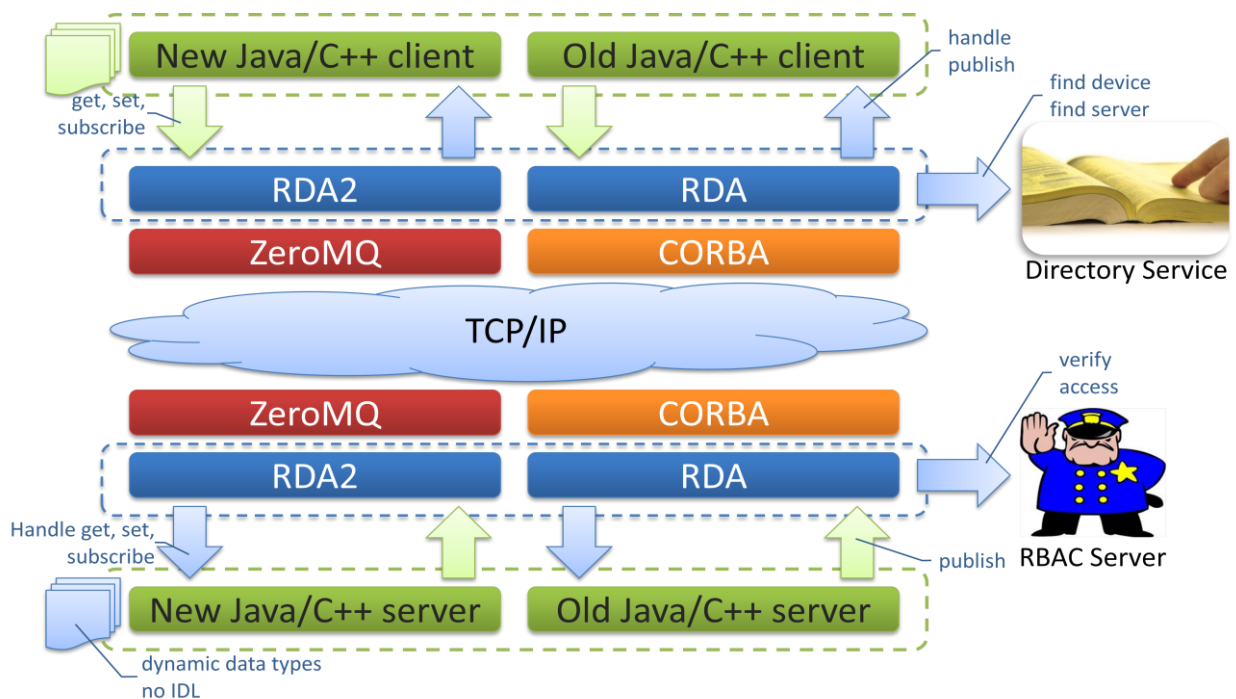 New Java/C++ client
Old Java/C++ client
handle
publish
get, set,
subscribe
find device
find server
RDA2
RDA
ZeroMQ
CORBA
Directory Service
TCP/IP
verify
access
ZeroMQ
CORBA
RDA2
RDA
Handle get, set,
subscribe
publish
RBAC Server
New Java/C++ server
Old Java/C++ server
dynamic data types
no IDL